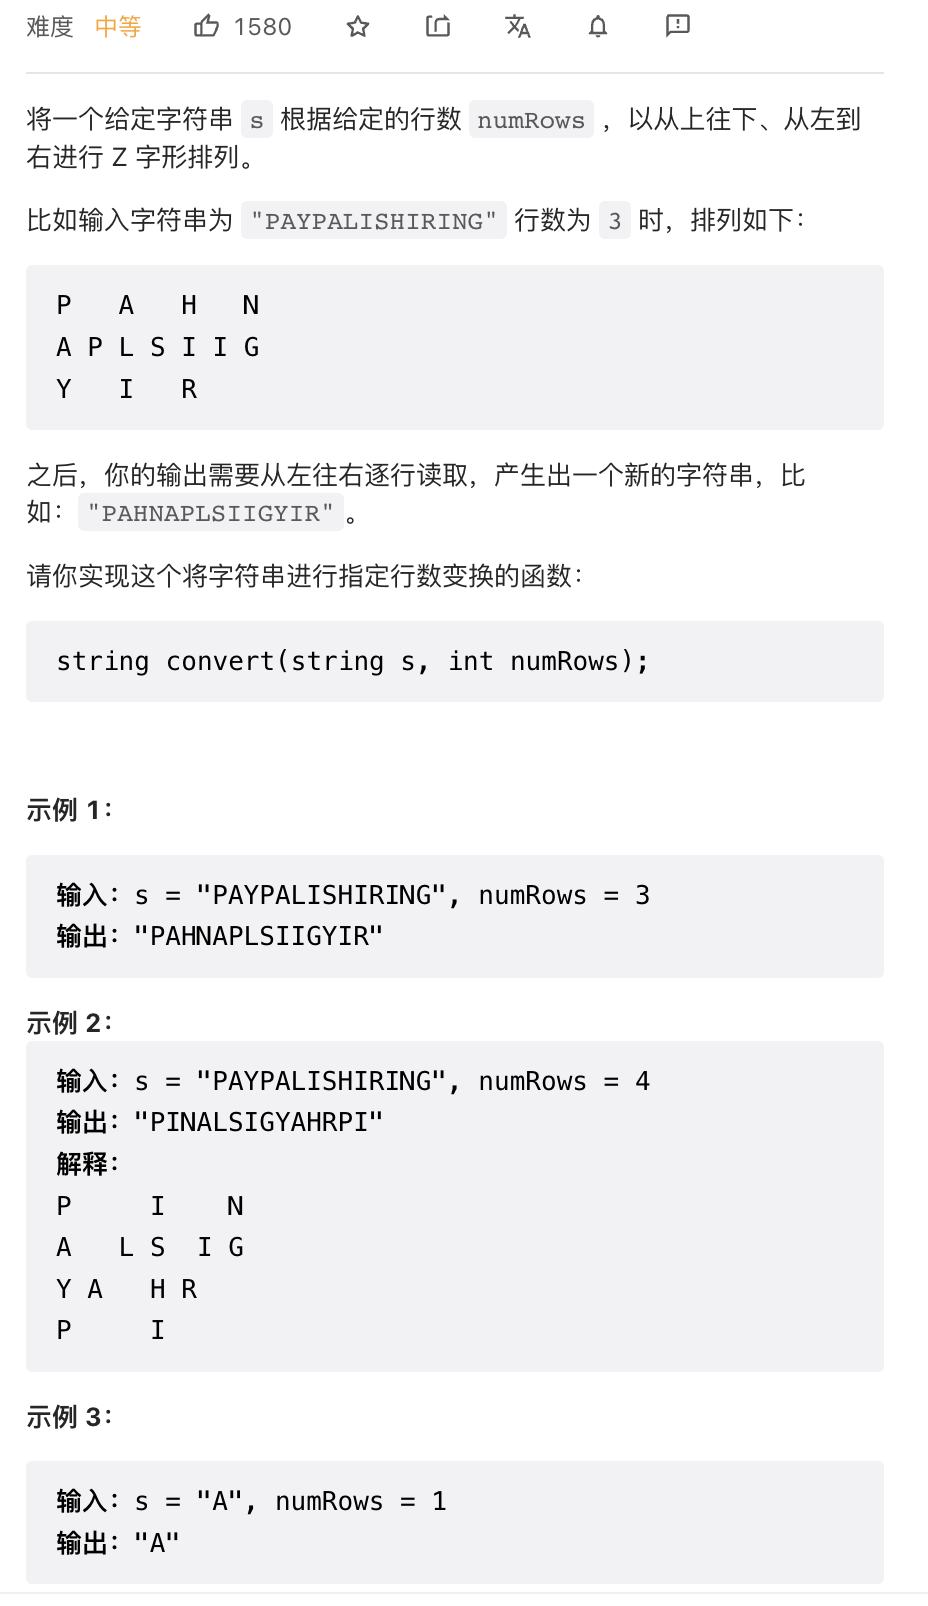 难度 中等 1580
将一个给定字符串 s 根据给定的行数 numRows ，以从上往下、从左到
右进行 Z 字形排列。
比如输入字符串为 "PAYPALISHIRING" 行数为 3 时，排列如下：
P   A   H   N
A P L S I I G
Y   I   R
之后，你的输出需要从左往右逐行读取，产生出一个新的字符串，比
如："PAHNAPLSIIGYIR"。
请你实现这个将字符串进行指定行数变换的函数：
string convert(string s, int numRows);
示例 1：
输入：s = "PAYPALISHIRING", numRows = 3
输出："PAHNAPLSIIGYIR"
示例 2：
输入：s = "PAYPALISHIRING", numRows = 4
输出："PINALSIGYAHRPI"
解释：
P     I    N
A   L S  I G
Y A   H R
P     I
示例 3：
输入：s = "A", numRows = 1
输出："A"